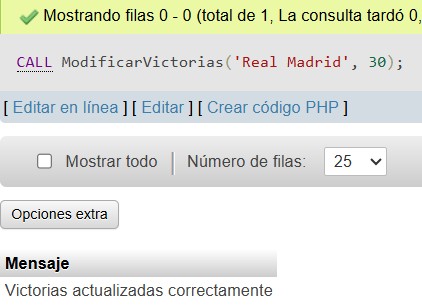 Mostrando filas 0 - 0 (total de 1, La consulta tardó 0,
CALL ModificarVictorias('Real Madrid', 30);
[ Editar en línea ] [ Editar ] [ Crear código PHP ]
Mostrar todo Número de filas: 25
Opciones extra
Mensaje
Victorias actualizadas correctamente